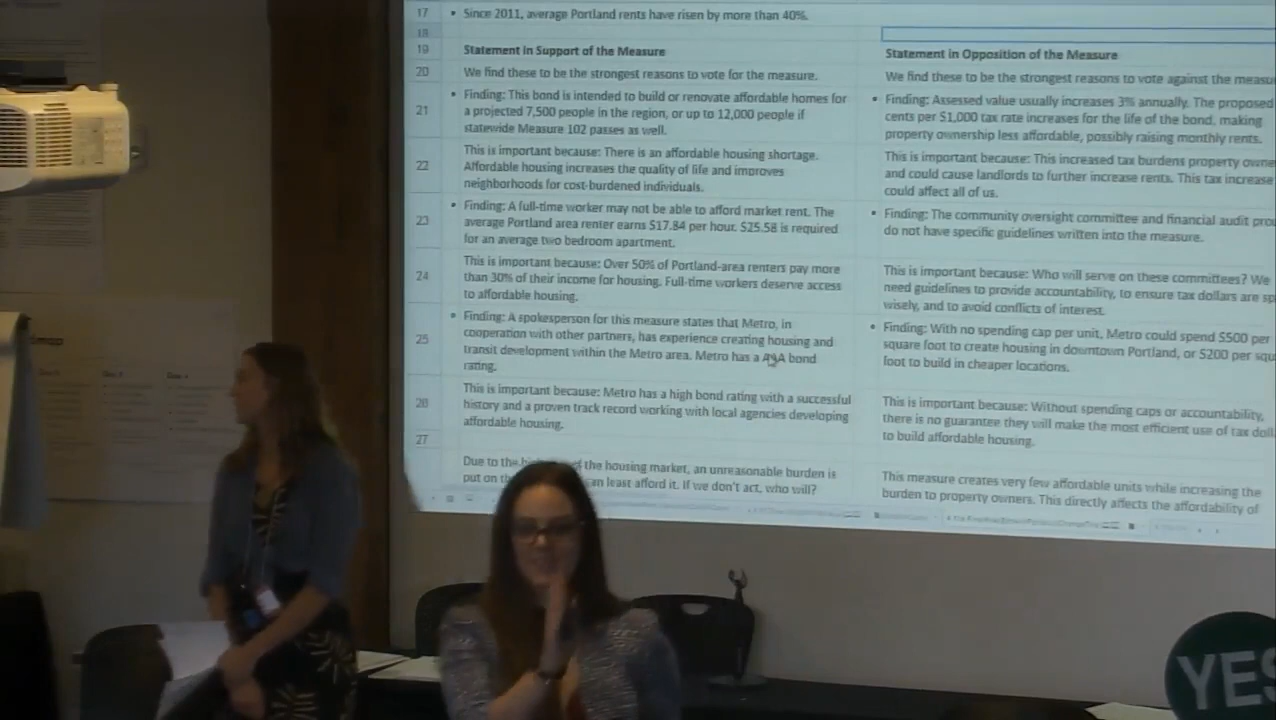 17 • Since 2011, average Portland rents have risen by more than 40%.
18
19 Statement in Support of the Measure
20 We find these to be the strongest reasons to vote for the measure.
21 • Finding: This bond is intended to build or renovate affordable homes for
a projected 7,500 people in the region, or up to 12,000 people if
statewide Measure 102 passes as well.
22 This is important because: There is an affordable housing shortage.
Affordable housing increases the quality of life and improves
neighborhoods for cost-burdened individuals.
23 • Finding: A full-time worker may not be able to afford market rent. The
average Portland area renter earns $17.84 per hour. $25.58 is required
for an average two bedroom apartment.
24 This is important because: Over 50% of Portland-area renters pay more
than 30% of their income for housing. Full-time workers deserve access
to affordable housing.
25 • Finding: A spokesperson for this measure states that Metro, in
cooperation with other partners, has experience creating housing and
transit development within the Metro area. Metro has a AAA bond
rating.
26 This is important because: Metro has a high bond rating with a successful
history and a proven track record working with local agencies developing
affordable housing.
27
Due to the of the housing market, an unreasonable burden is
put on can least afford it. If we don't act, who will?
Statement in Opposition of the Measure
We find these to be the strongest reasons to vote against the measu
• Finding: Assessed value usually increases 3% annually. The proposed
cents per $1,000 tax rate increases for the life of the bond, making
property ownership less affordable, possibly raising monthly rents.
This is important because: This increased tax burdens property owne
and could cause landlords to further increase rents. This tax increase
could affect all of us.
• Finding: The community oversight committee and financial audit pro
do not have specific guidelines written into the measure.
This is important because: Who will serve on these committees? We
need guidelines to provide accountability, to ensure tax dollars are sp
wisely, and to avoid conflicts of interest.
• Finding: With no spending cap per unit, Metro could spend $500 per
square foot to create housing in downtown Portland, or $200 per squ
foot to build in cheaper locations.
This is important because: Without spending caps or accountability,
there is no guarantee they will make the most efficient use of tax doll
to build affordable housing.
This measure creates very few affordable units while increasing the
burden to property owners. This directly affects the affordability of
YES